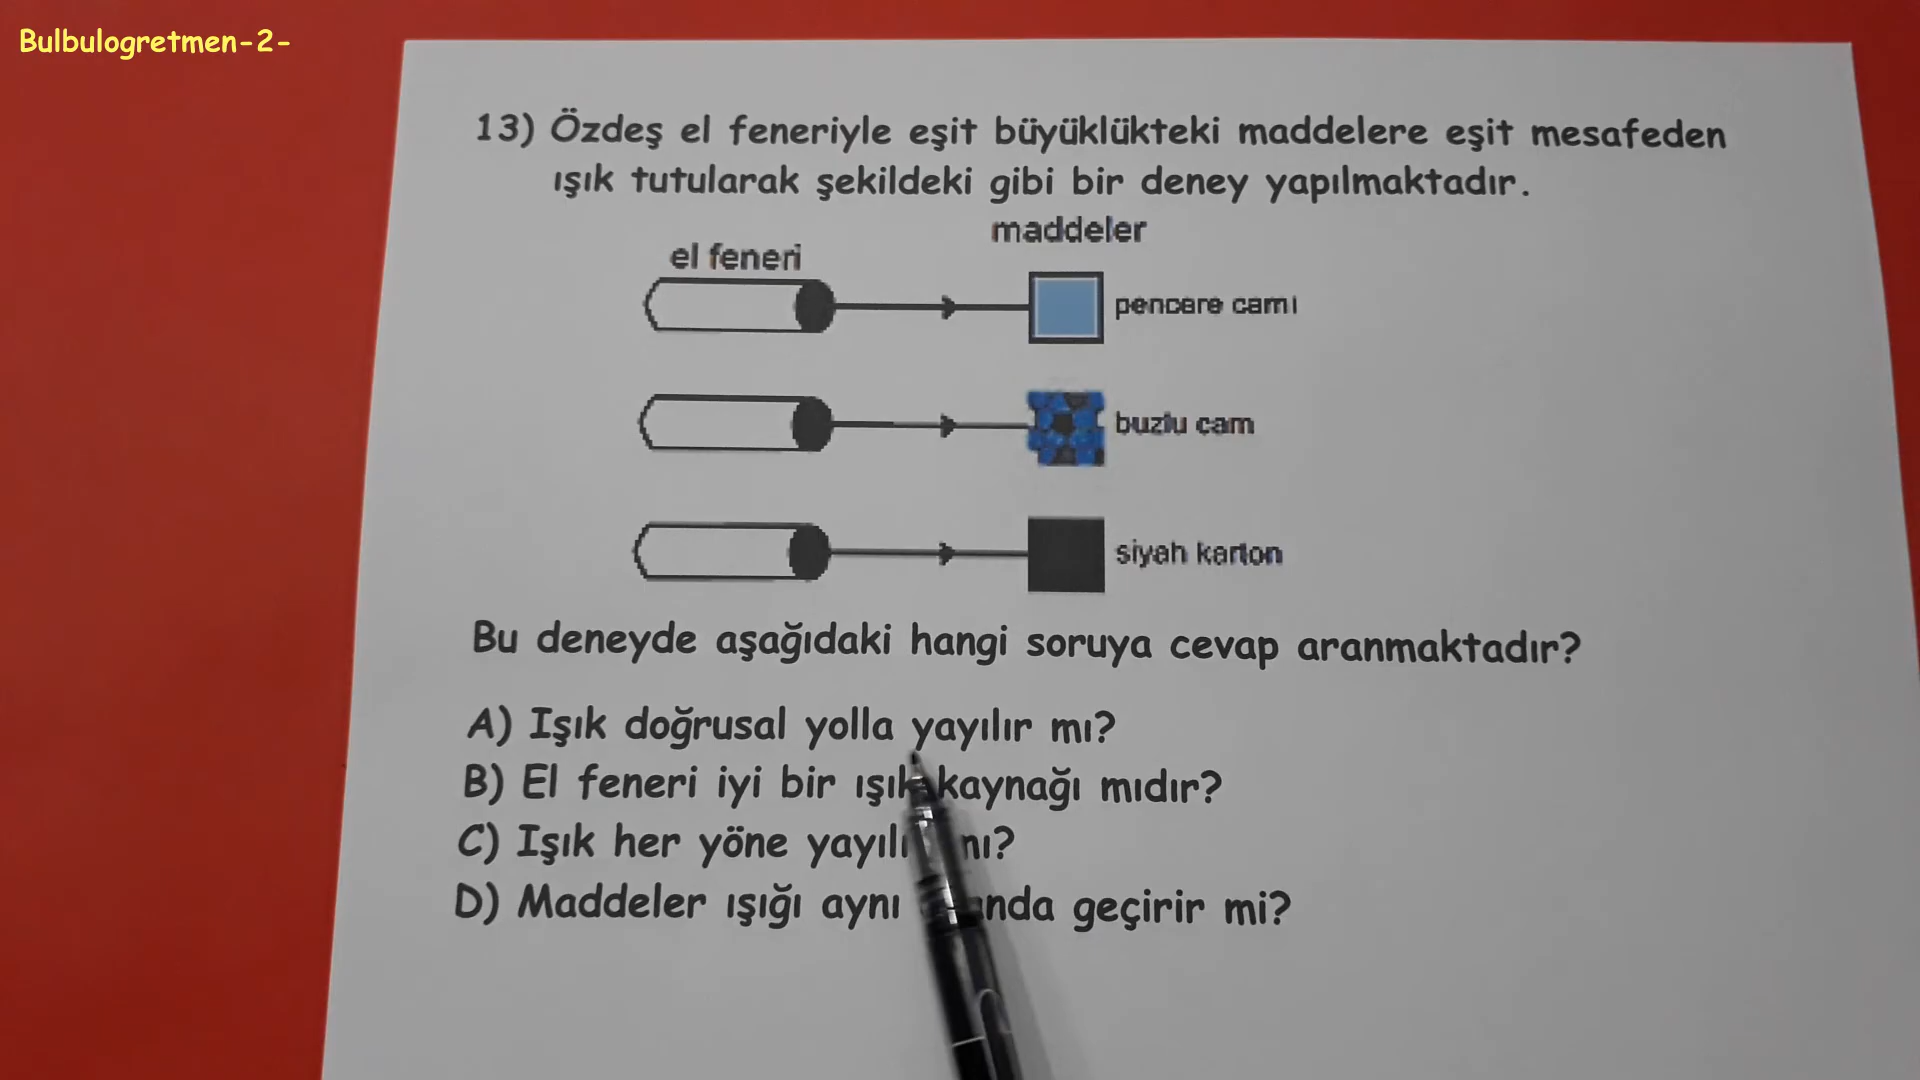 Bulbulogretmen-2-
13) Özdeş el feneriyle eşit büyüklükteki maddelere eşit mesafeden
ışık tutularak şekildeki gibi bir deney yapılmaktadır.
maddeler
el feneri
pencere camı
buzlu cam
siyah karton
Bu deneyde aşağıdaki hangi soruya cevap aranmaktadır?
A) Işık doğrusal yolla yayılır mı?
B) El feneri iyi bir ışık kaynağı mıdır?
C) Işık her yöne mı?
D) Maddeler ışığı aynı geçirir mi?